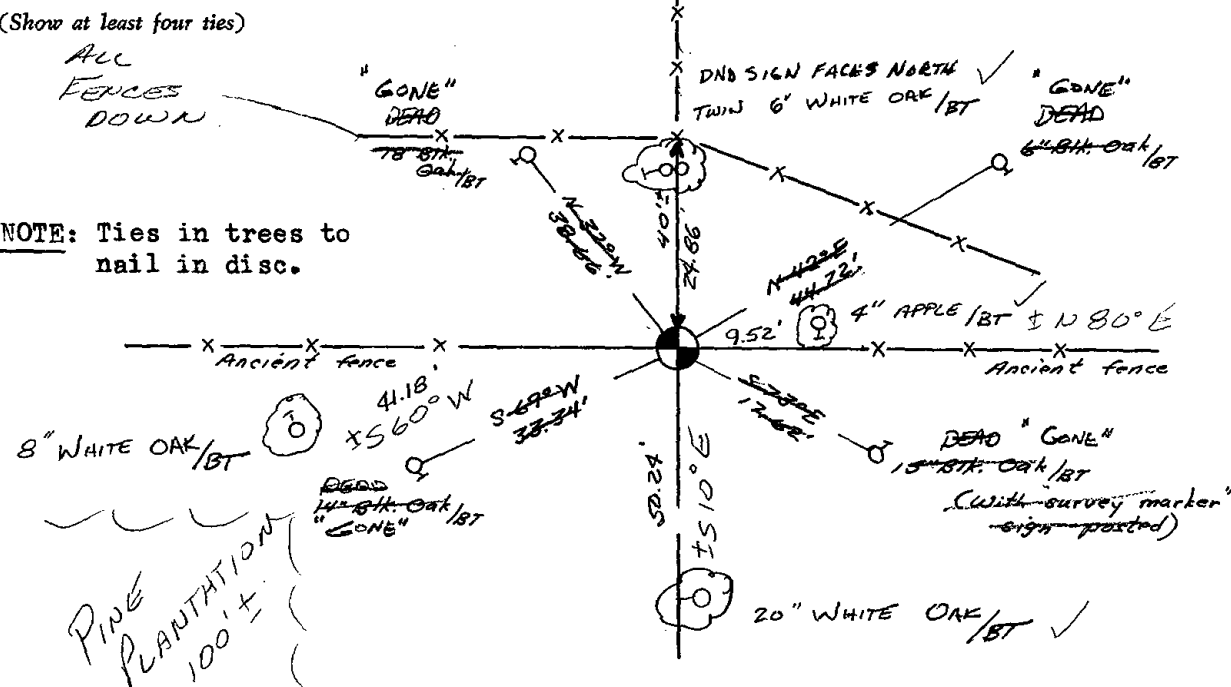 (Show at least four ties)
ALL
FENCES
DOWN
"GONE"
DEAD
18" Blk.
Oak/BT
DND SIGN FACES NORTH
TWIN 6" WHITE OAK/BT
"GONE"
DEAD
6" Blk. Oak
/BT
NOTE: Ties in trees to
nail in disc.
N 32° W
38.66'
40'±
24.86'
N 42° E
44.72'
9.52'
4" APPLE/BT ± N 80° E
Ancient fence
Ancient fence
41.18'
± S 60° W
S 69° W
33.34'
S 73° E
12.62'
8" WHITE OAK/BT
DEAD
14" Blk. Oak/BT
"GONE"
50.24'
± S 10° E
DEAD "GONE"
15" Blk. Oak/BT
(With survey marker"
sign posted)
PINE
PLANTATION
100'±
20" WHITE OAK/BT